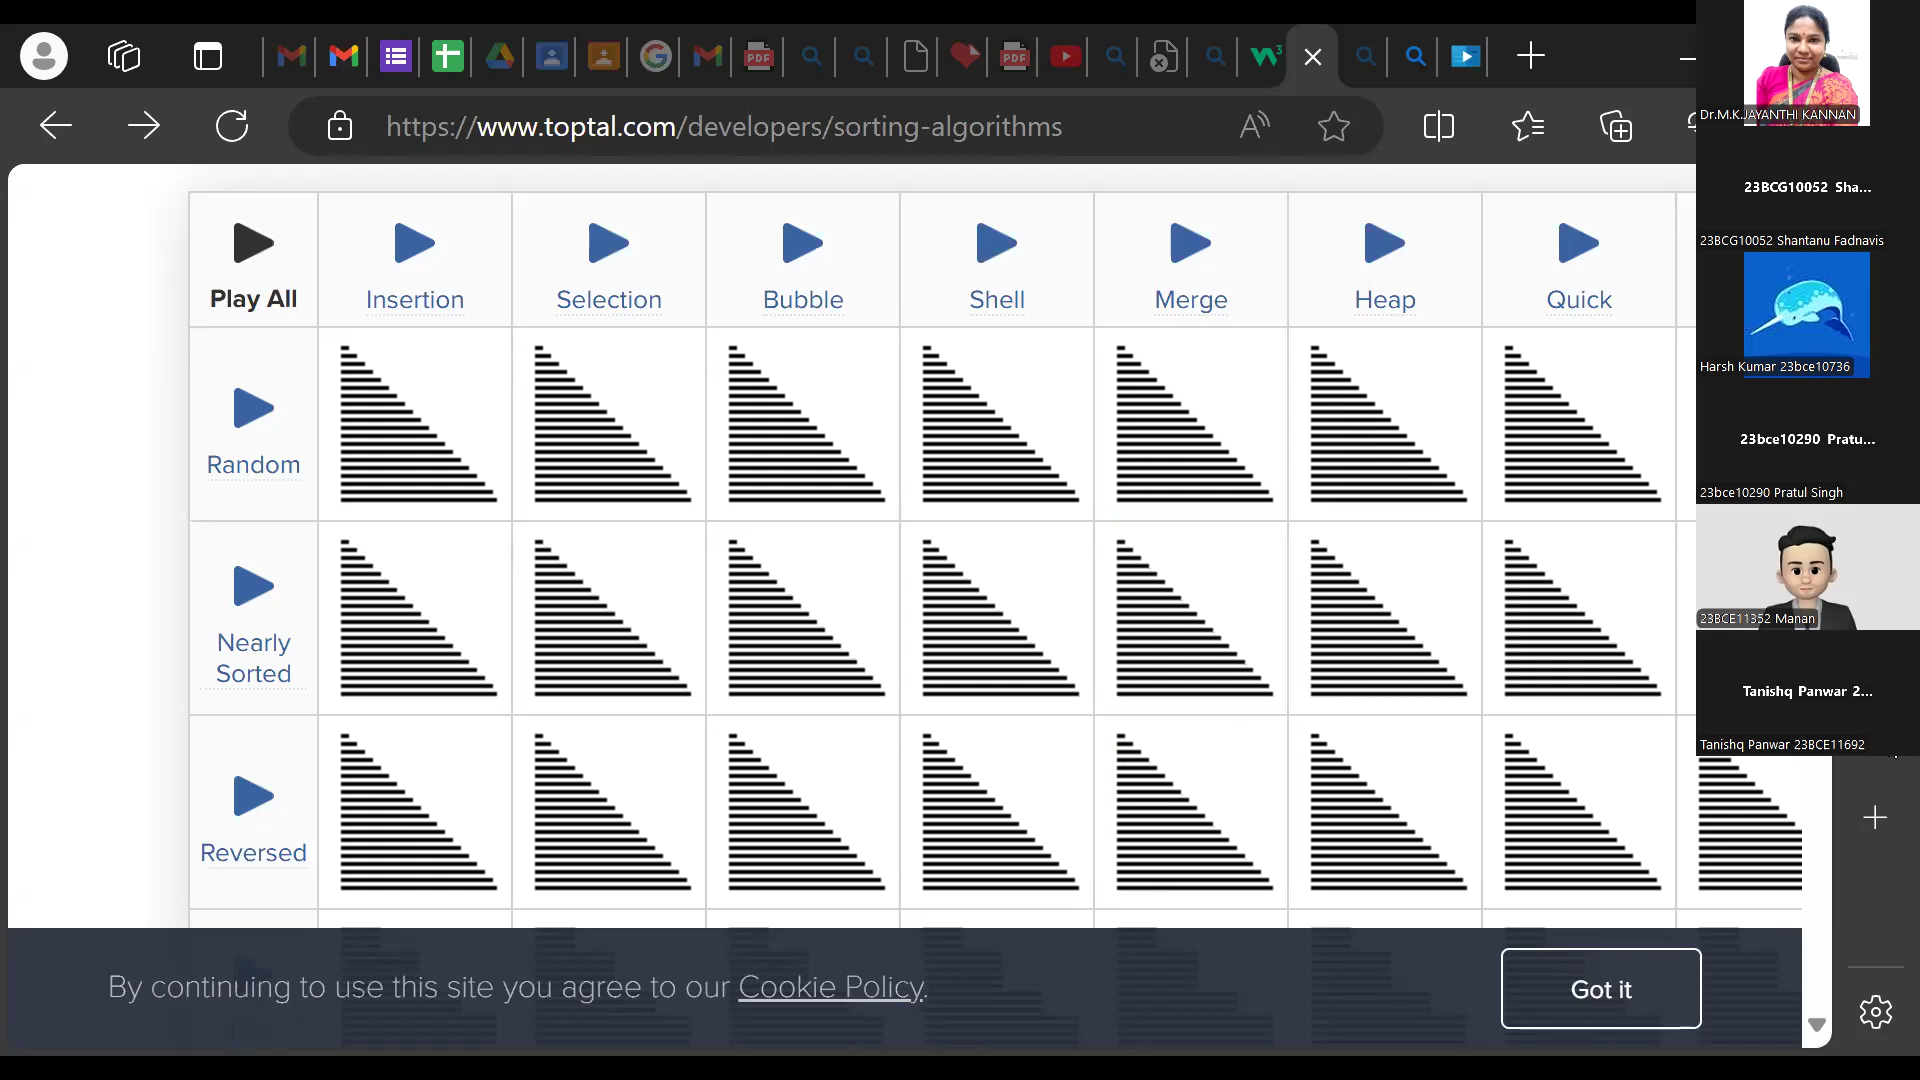 https://www.toptal.com/developers/sorting-algorithms
Play All
Insertion
Selection
Bubble
Shell
Merge
Heap
Quick
Random
Nearly
Sorted
Reversed
By continuing to use this site you agree to our Cookie Policy.
Got it
Dr.M.K.JAYANTHI KANNAN
23BCG10052 Sha...
23BCG10052 Shantanu Fadnavis
Harsh Kumar 23bce10736
23bce10290 Pratu...
23bce10290 Pratul Singh
23BCE11352 Manan
Tanishq Panwar 2...
Tanishq Panwar 23BCE11692